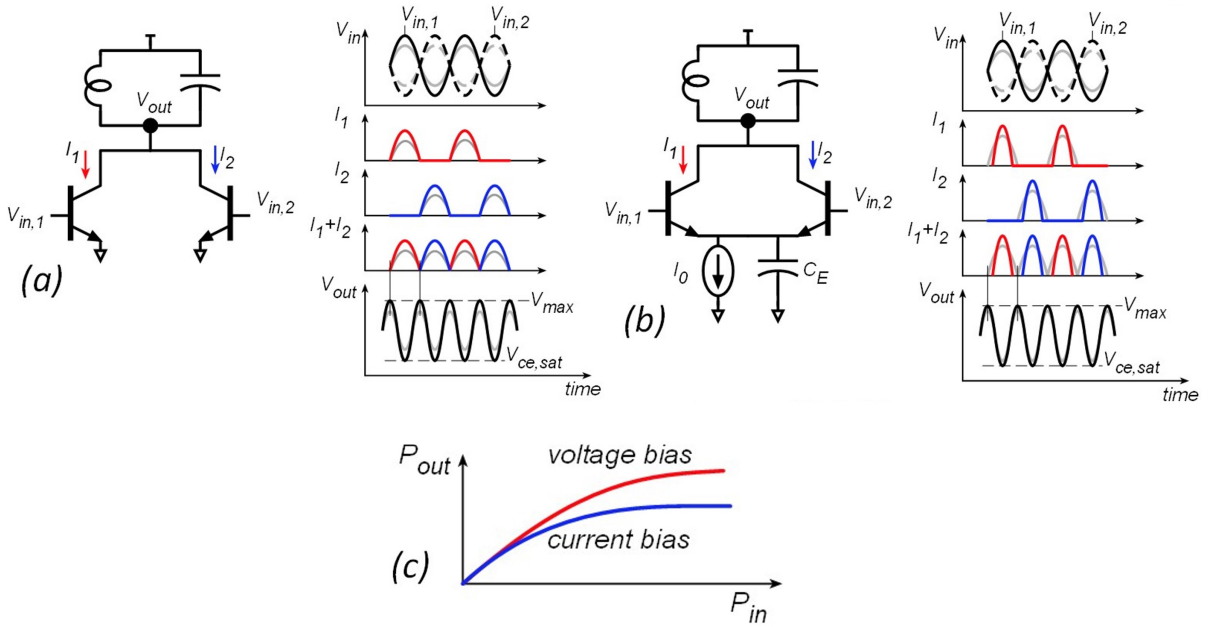 (a)
V_out
I_1
I_2
V_in,1
V_in,2
V_in
V_in,1
V_in,2
I_1
I_2
I_1+I_2
V_out
V_max
V_ce,sat
time
(b)
V_out
I_1
I_2
V_in,1
V_in,2
I_0
C_E
V_in
V_in,1
V_in,2
I_1
I_2
I_1+I_2
V_out
V_max
V_ce,sat
time
(c)
P_out
voltage bias
current bias
P_in